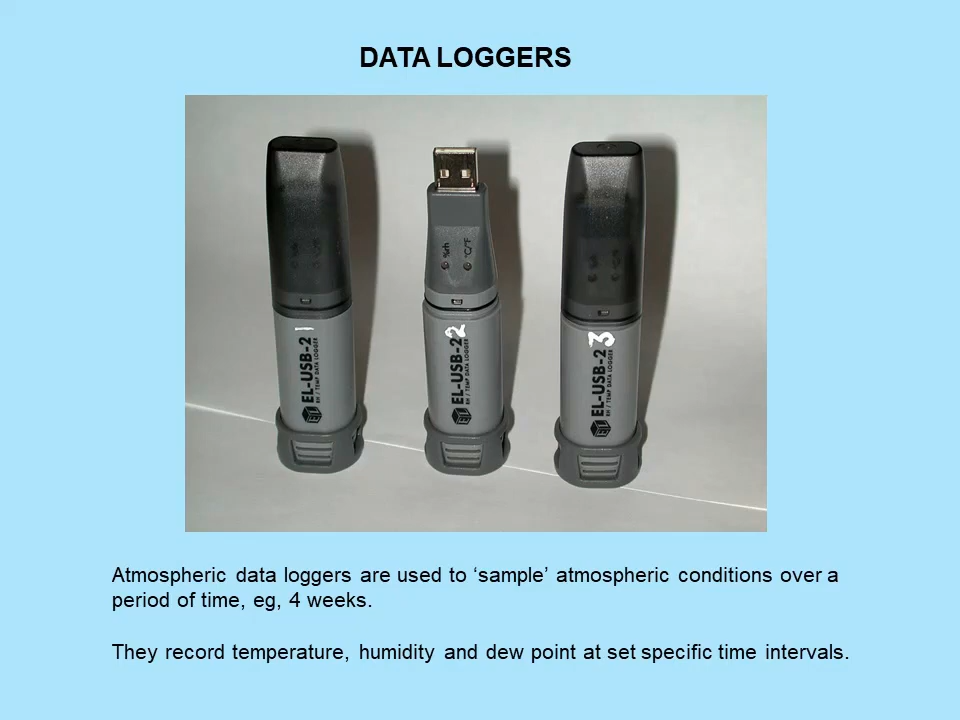 DATA LOGGERS
%rh
°C/°F
1
EL-USB-2
RH / TEMP DATA LOGGER
2
EL-USB-2
RH / TEMP DATA LOGGER
3
EL-USB-2
RH / TEMP DATA LOGGER
Atmospheric data loggers are used to ‘sample’ atmospheric conditions over a
period of time, eg, 4 weeks.
They record temperature, humidity and dew point at set specific time intervals.